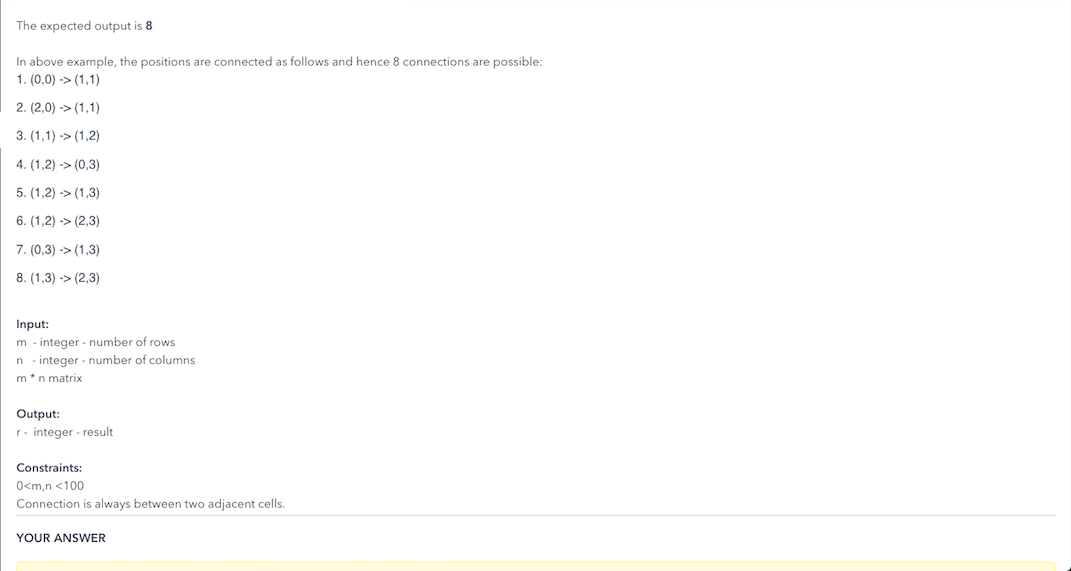 The expected output is 8
In above example, the positions are connected as follows and hence 8 connections are possible:
1. (0,0) -> (1,1)
2. (2,0) -> (1,1)
3. (1,1) -> (1,2)
4. (1,2) -> (0,3)
5. (1,2) -> (1,3)
6. (1,2) -> (2,3)
7. (0,3) -> (1,3)
8. (1,3) -> (2,3)
Input:
m - integer - number of rows
n - integer - number of columns
m * n matrix
Output:
r - integer - result
Constraints:
0<m,n <100
Connection is always between two adjacent cells.
YOUR ANSWER